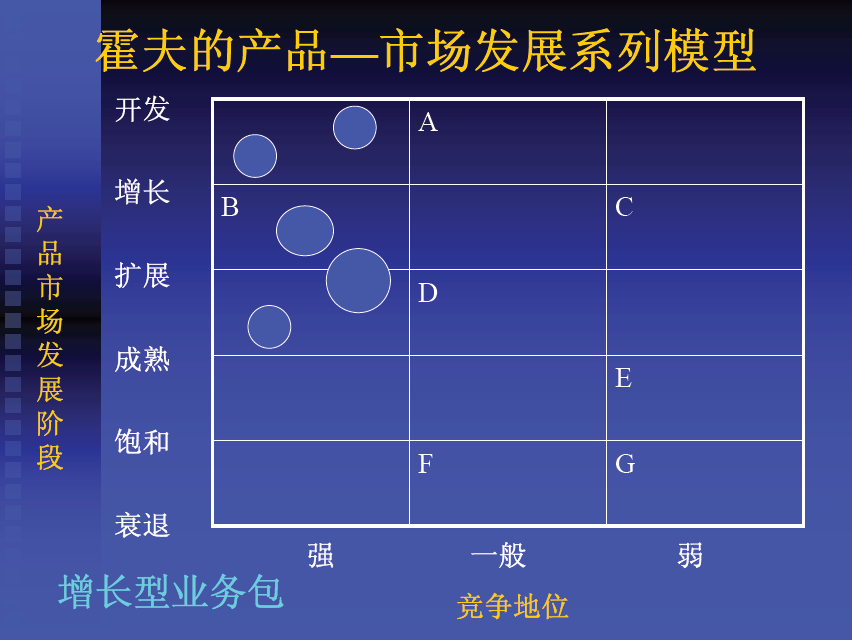 霍夫的产品—市场发展系列模型
开发
A
增长
B
C
扩展
D
成熟
E
饱和
F
G
衰退
产品市场发展阶段
强
一般
弱
增长型业务包
竞争地位